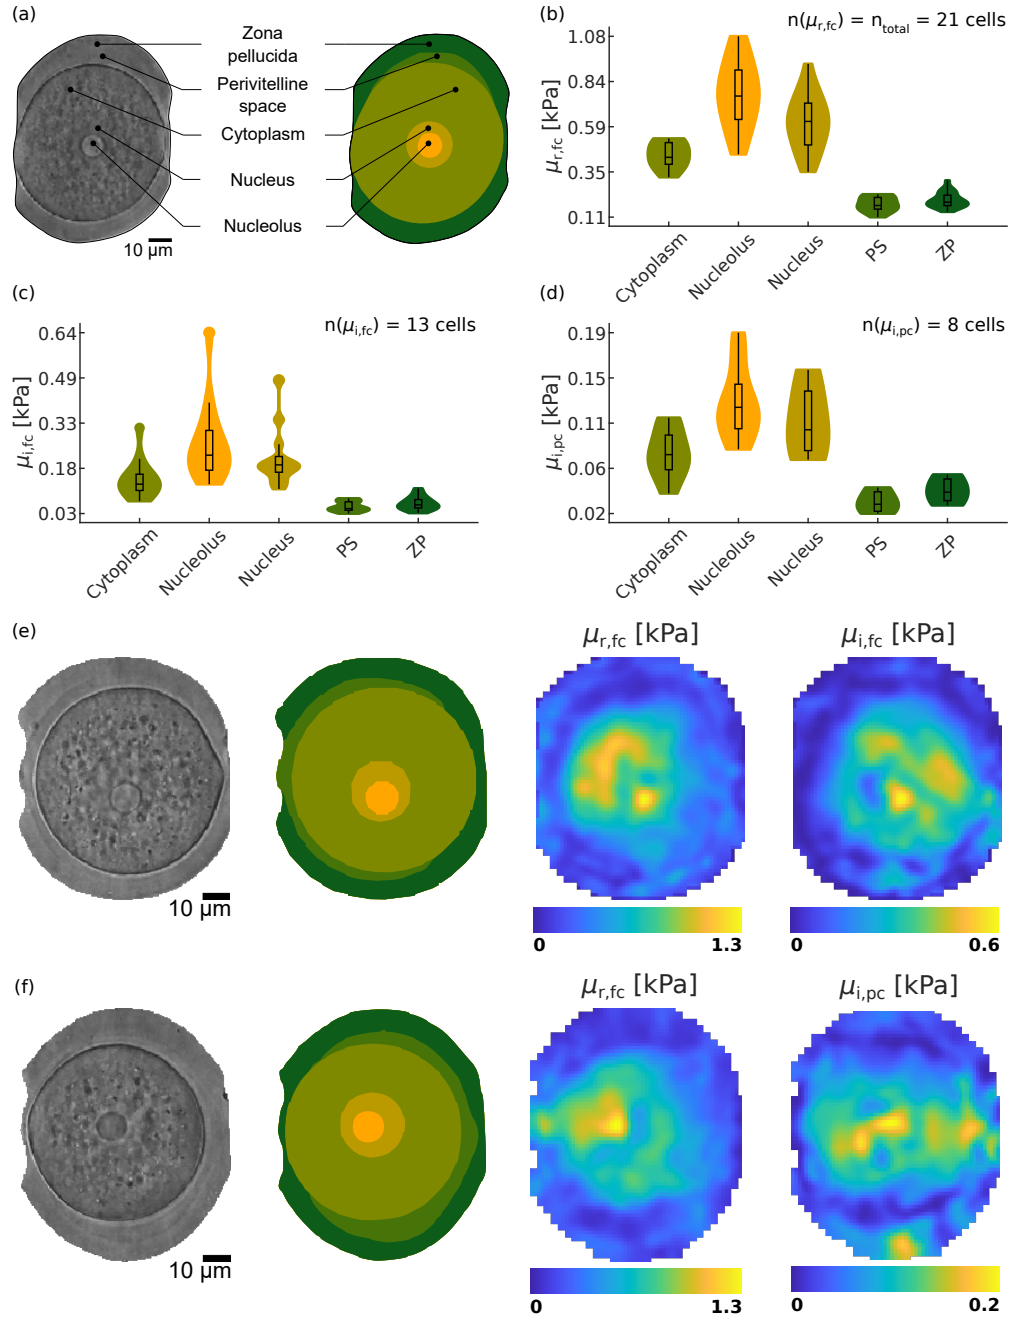 (a)
Zona
pellucida
Perivitelline
space
Cytoplasm
Nucleus
Nucleolus
10 µm
(b)
n(μr,fc) = ntotal = 21 cells
μr,fc [kPa]
1.08
0.84
0.59
0.35
0.11
Cytoplasm
Nucleolus
Nucleus
PS
ZP
(c)
n(μi,fc) = 13 cells
μi,fc [kPa]
0.64
0.49
0.33
0.18
0.03
Cytoplasm
Nucleolus
Nucleus
PS
ZP
(d)
n(μi,pc) = 8 cells
μi,pc [kPa]
0.19
0.15
0.11
0.06
0.02
Cytoplasm
Nucleolus
Nucleus
PS
ZP
(e)
μr,fc [kPa]
μi,fc [kPa]
10 µm
0 1.3
0 0.6
(f)
μr,fc [kPa]
μi,pc [kPa]
10 µm
0 1.3
0 0.2